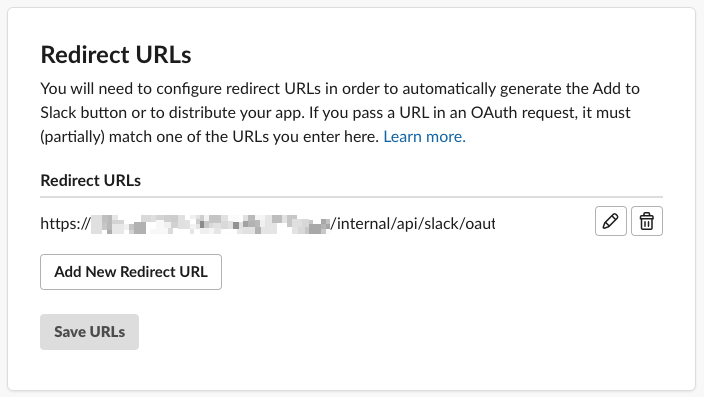 Redirect URLs
You will need to configure redirect URLs in order to automatically generate the Add to
Slack button or to distribute your app. If you pass a URL in an OAuth request, it must
(partially) match one of the URLs you enter here. Learn more.
Redirect URLs
https:// /internal/api/slack/oaut
Add New Redirect URL
Save URLs